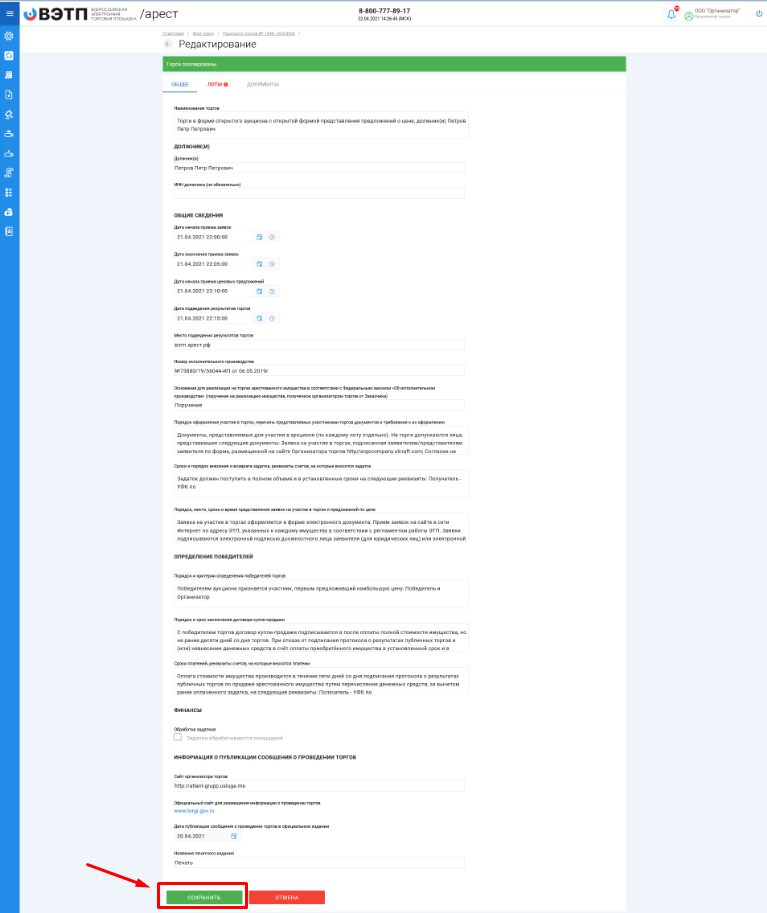 ВЭТП ВСЕРОССИЙСКАЯ ЭЛЕКТРОННАЯ ТОРГОВАЯ ПЛОЩАДКА /арест
8-800-777-89-17
22.04.2021 14:26:45 (МСК)
ООО "Организатор"
Организатор торгов
Редактирование
Торги скопированы
ОБЩЕЕ ЛОТЫ ДОКУМЕНТЫ
Наименование торгов
Торги в форме открытого аукциона с открытой формой представления предложений о цене, должник(и) Петров
Петр Петрович
ДОЛЖНИК(И)
Должник(и)
Петров Петр Петрович
ИНН должника (не обязательно)
ОБЩИЕ СВЕДЕНИЯ
Дата начала приема заявок
21.04.2021 22:00:00
Дата окончания приема заявок
21.04.2021 22:05:00
Дата начала приема ценовых предложений
21.04.2021 22:10:00
Дата подведения результатов торгов
21.04.2021 22:15:00
Место подведения результатов торгов
вэтп.арест.рф
Номер исполнительного производства
№73880/19/56044-ИП от 06.05.2019г.
Основание для реализации на торгах арестованного имущества в соответствии с Федеральным законом «Об исполнительном
производстве» (поручение на реализацию имущества, полученное организатором торгов от Заказчика)
Поручение
Порядок оформления участия в торгах, перечень представляемых участниками торгов документов и требования к их оформлению
Документы, представляемые для участия в аукционе (по каждому лоту отдельно). На торги допускаются лица,
представившие следующие документы: Заявка на участие в торгах, подписанная заявителем/представителем
заявителя по форме, размещенной на сайте Организатора торгов http//argocompany.ukraft.com; Согласие на
Сроки и порядок внесения и возврата задатка, реквизиты счетов, на которые вносится задаток
Задаток должен поступить в полном объеме и в установленные сроки на следующие реквизиты: Получатель -
УФК по
Порядок, место, сроки и время представления заявок на участие в торгах и предложений по цене
Заявка на участие в торгах оформляется в форме электронного документа. Прием заявок на сайте в сети
Интернет по адресу ЭТП, указанных к каждому имуществу в соответствии с регламентом работы ЭТП. Заявки
подписываются электронной подписью должностного лица заявителя (для юридических лиц) или электронной
ОПРЕДЕЛЕНИЕ ПОБЕДИТЕЛЕЙ
Порядок и критерии определения победителей торгов
Победителем аукциона признается участник, первым предложивший наибольшую цену. Победитель и
Организатор
Порядок и срок заключения договора купли-продажи
С победителем торгов договор купли-продажи подписывается в после оплаты полной стоимости имущества, но
не ранее десяти дней со дня торгов. При отказе от подписания протокола о результатах публичных торгов и
(или) невнесение денежных средств в счёт оплаты приобретённого имущества в установленный срок и в
Сроки платежей, реквизиты счетов, на которые вносятся платежи
Оплата стоимости имущества производится в течении пяти дней со дня подписания протокола о результатах
публичных торгов по продаже арестованного имущества путем перечисления денежных средств, за вычетом
ранее оплаченного задатка, на следующие реквизиты: Получатель - УФК по
ФИНАНСЫ
Обработка задатков
Задатки обрабатываются площадкой
ИНФОРМАЦИЯ О ПУБЛИКАЦИИ СООБЩЕНИЯ О ПРОВЕДЕНИИ ТОРГОВ
Сайт организатора торгов
http://atlant-grupp.usluga.me
Официальный сайт для размещения информации о проведении торгов
www.torgi.gov.ru
Дата публикации сообщения о проведении торгов в официальном издании
20.04.2021
Название печатного издания
Печать
СОХРАНИТЬ ОТМЕНА